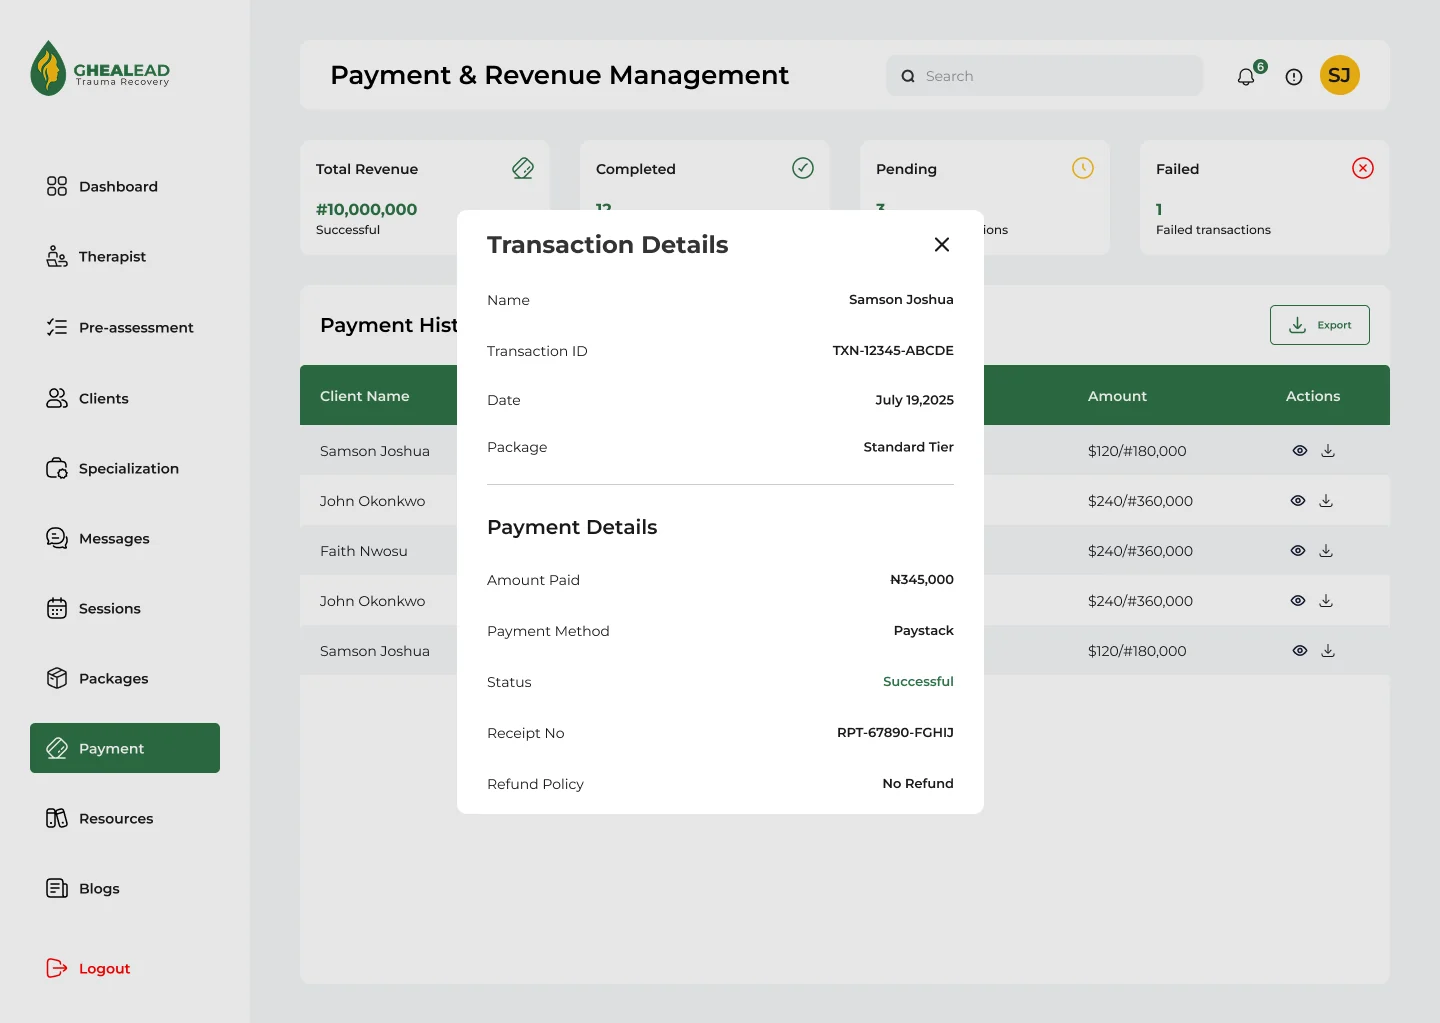 GHEALEAD
Trauma Recovery
Dashboard
Therapist
Pre-assessment
Clients
Specialization
Messages
Sessions
Packages
Payment
Resources
Blogs
Logout
Payment & Revenue Management
Search
6
SJ
Total Revenue
#10,000,000
Successful
Completed
12
Pending
3
Failed
1
Failed transactions
Export
Client Name
Amount
Actions
Samson Joshua
$120/#180,000
John Okonkwo
$240/#360,000
Faith Nwosu
$240/#360,000
John Okonkwo
$240/#360,000
Samson Joshua
$120/#180,000
Transaction Details
Name
Samson Joshua
Transaction ID
TXN-12345-ABCDE
Date
July 19,2025
Package
Standard Tier
Payment Details
Amount Paid
₦345,000
Payment Method
Paystack
Status
Successful
Receipt No
RPT-67890-FGHIJ
Refund Policy
No Refund